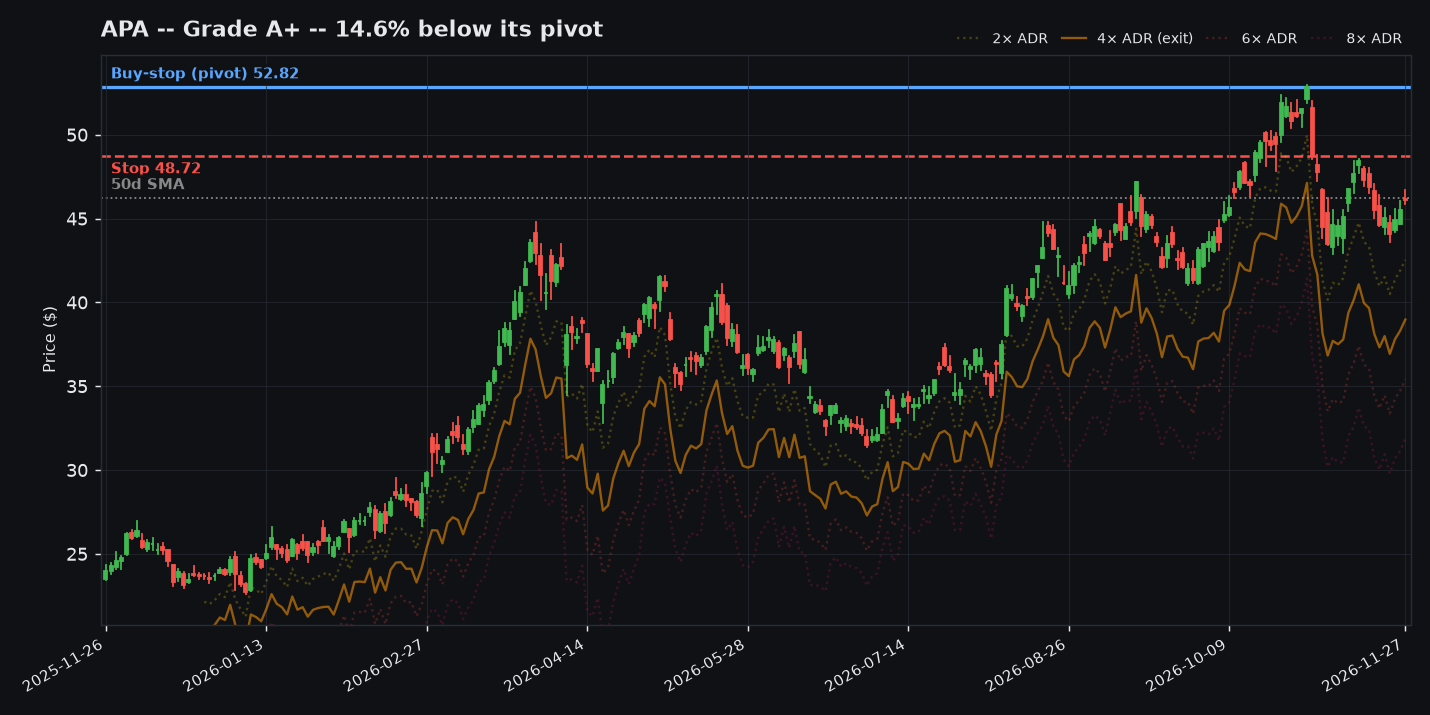 APA -- Grade A+ -- 14.6% below its pivot
2× ADR
4× ADR (exit)
6× ADR
8× ADR
Buy-stop (pivot) 52.82
Stop 48.72
50d SMA
Price ($)
50
45
40
35
30
25
2025-11-26
2026-01-13
2026-02-27
2026-04-14
2026-05-28
2026-07-14
2026-08-26
2026-10-09
2026-11-27